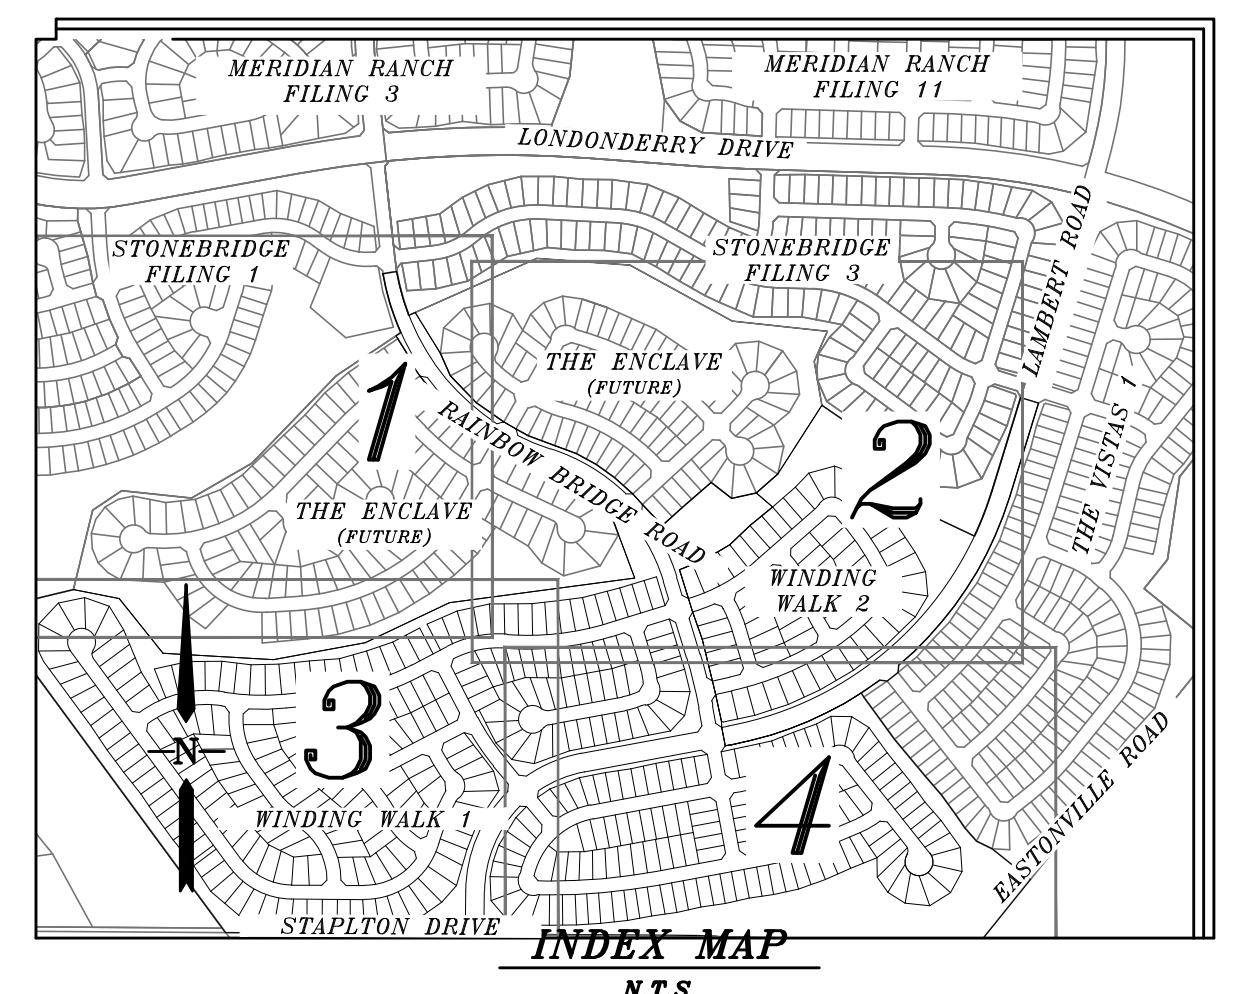 MERIDIAN RANCH
FILING 3
MERIDIAN RANCH
FILING 11
LONDONDERRY DRIVE
STONEBRIDGE
FILING 1
STONEBRIDGE
FILING 3
LAMBERT ROAD
THE ENCLAVE
(FUTURE)
1
RAINBOW BRIDGE ROAD
2
THE VISTAS 1
THE ENCLAVE
(FUTURE)
WINDING
WALK 2
3
N
4
WINDING WALK 1
EASTONVILLE ROAD
STAPLTON DRIVE
INDEX MAP
N.T.S